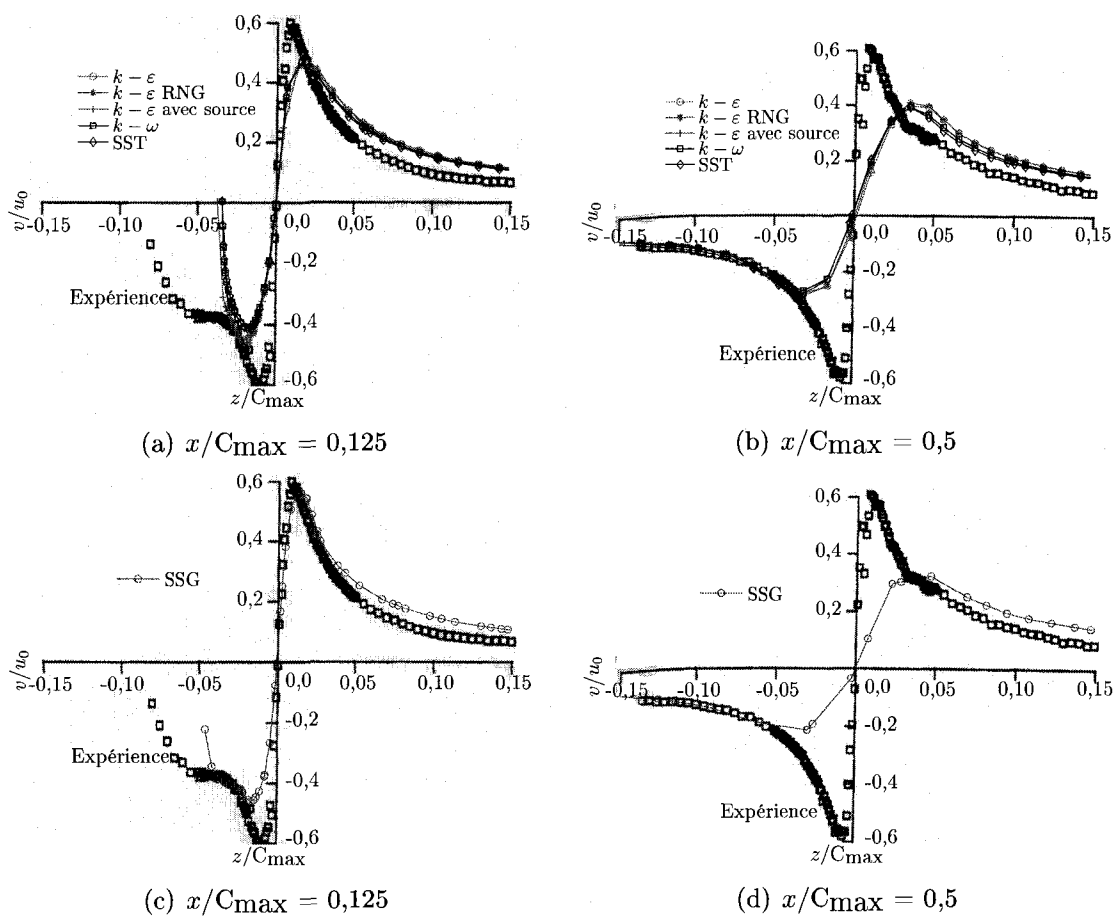 0,6
k − ε
0,4
k − ε RNG
k − ε avec source
k − ω
0,2
SST
v/u0
-0,15
-0,10
-0,05
0,0
0,05
0,10
0,15
-0,2
Expérience
-0,4
-0,6
z/Cmax
(a) x/Cmax = 0,125
0,6
k − ε
0,4
k − ε RNG
k − ε avec source
k − ω
0,2
SST
v/u0
-0,15
-0,10
-0,05
0,0
0,05
0,10
0,15
-0,2
Expérience
-0,4
-0,6
z/Cmax
(b) x/Cmax = 0,5
0,6
0,4
SSG
0,2
v/u0
-0,15
-0,10
-0,05
0,0
0,05
0,10
0,15
-0,2
Expérience
-0,4
-0,6
z/Cmax
(c) x/Cmax = 0,125
0,6
0,4
SSG
0,2
v/u0
-0,15
-0,10
-0,05
0,0
0,05
0,10
0,15
-0,2
-0,4
Expérience
-0,6
z/Cmax
(d) x/Cmax = 0,5